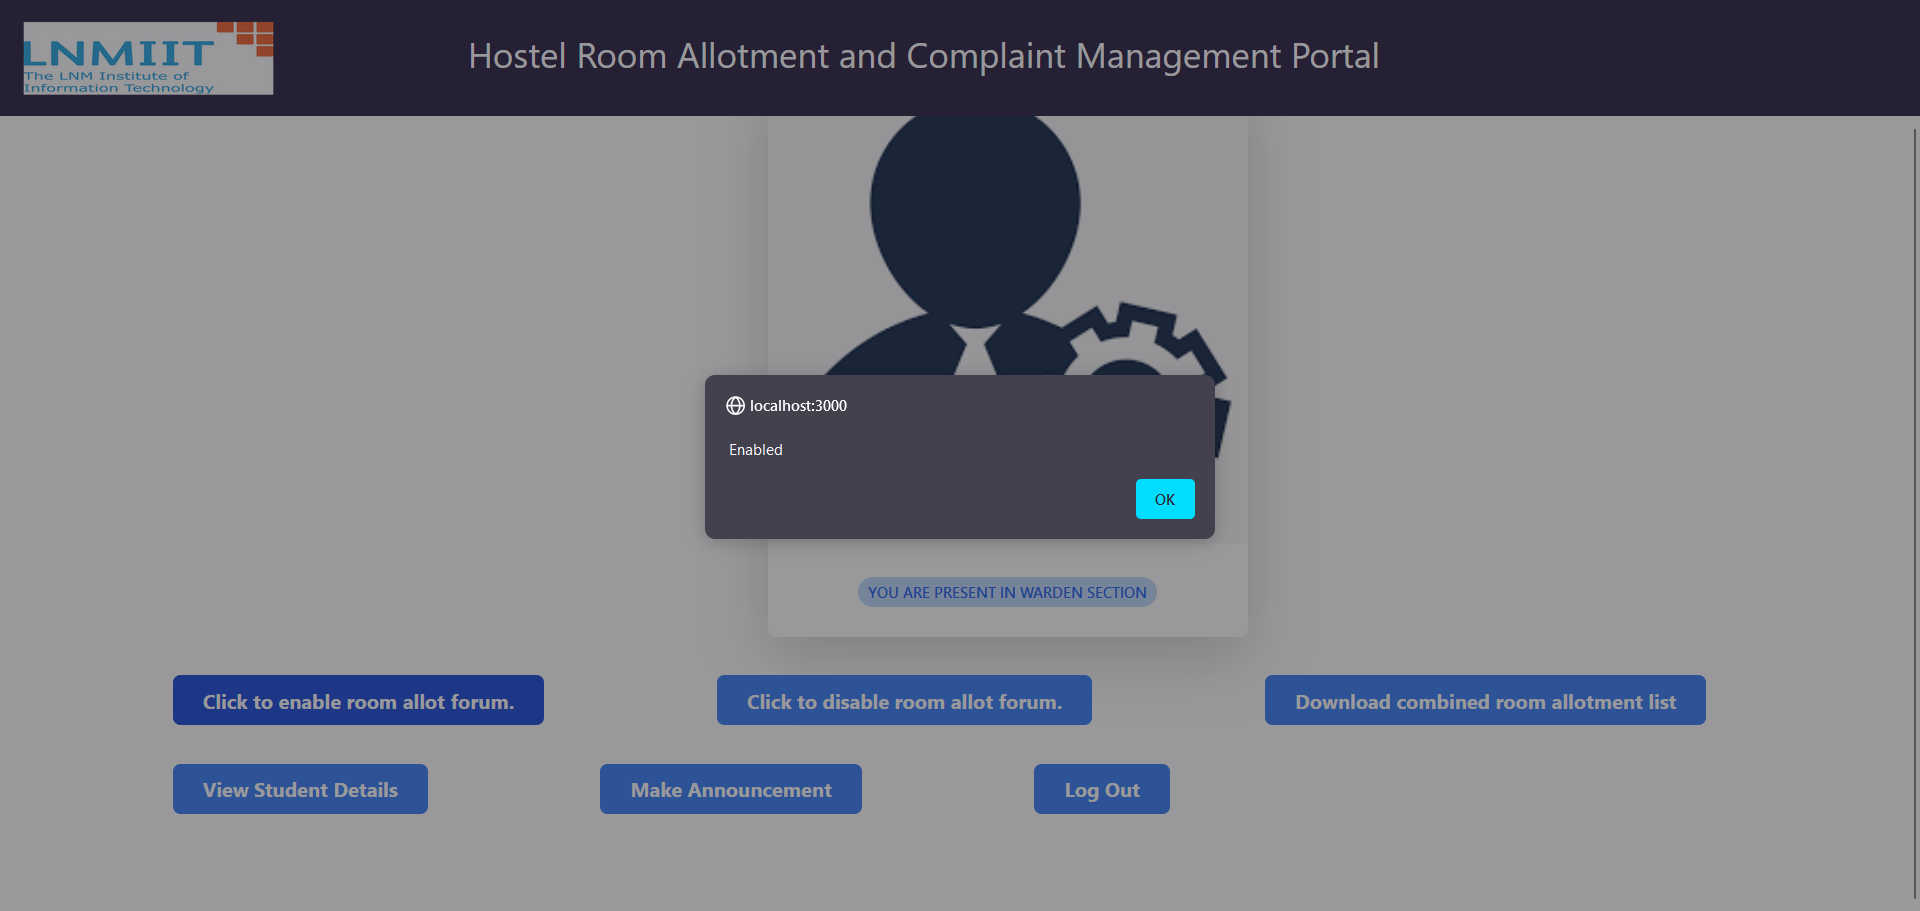 LNMIIT
The LNM Institute of
Information Technology
Hostel Room Allotment and Complaint Management Portal
localhost:3000
Enabled
OK
YOU ARE PRESENT IN WARDEN SECTION
Click to enable room allot forum.
Click to disable room allot forum.
Download combined room allotment list
View Student Details
Make Announcement
Log Out